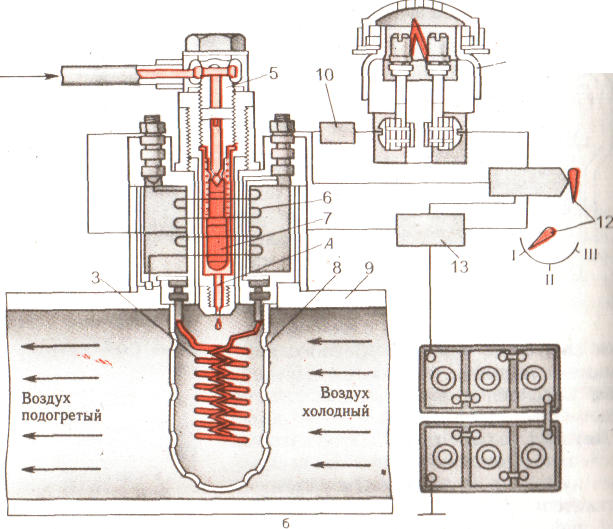 5
10
6
7
12
I
III
II
A
13
3
8
9
Воздух
подогретый
Воздух
холодный
б